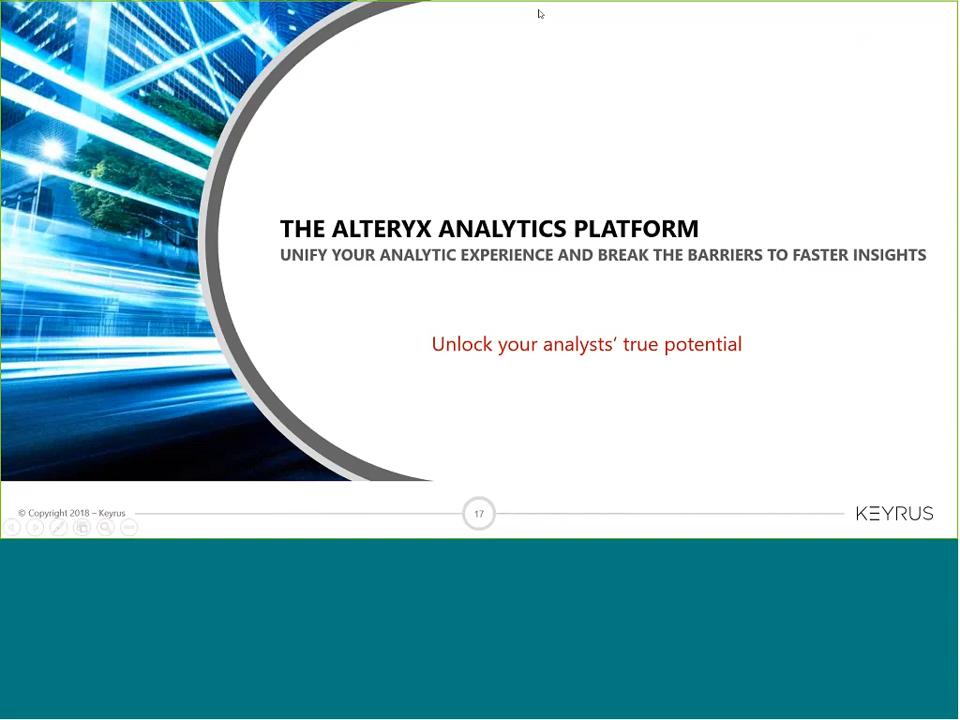 THE ALTERYX ANALYTICS PLATFORM
UNIFY YOUR ANALYTIC EXPERIENCE AND BREAK THE BARRIERS TO FASTER INSIGHTS
Unlock your analysts‘ true potential
© Copyright 2018 – Keyrus
17
KEYRUS